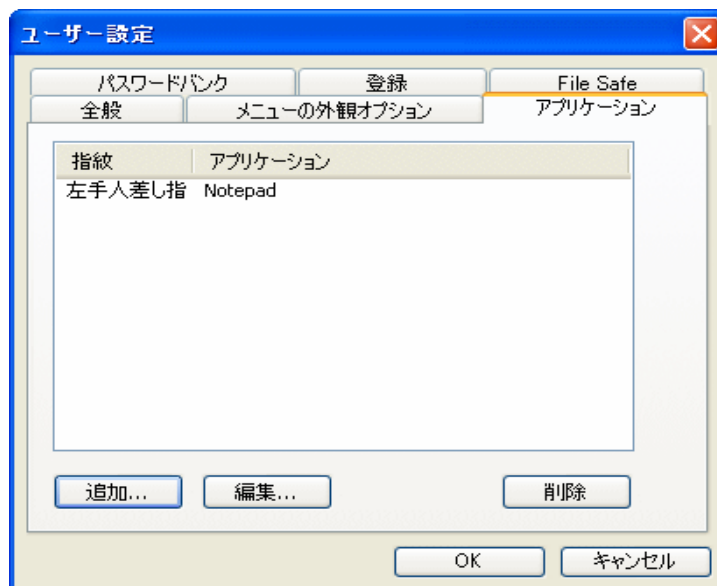 ユーザー設定
パスワードバンク 登録 File Safe
全般 メニューの外観オプション アプリケーション
指紋 アプリケーション
左手人差し指 Notepad
追加... 編集... 削除
OK キャンセル